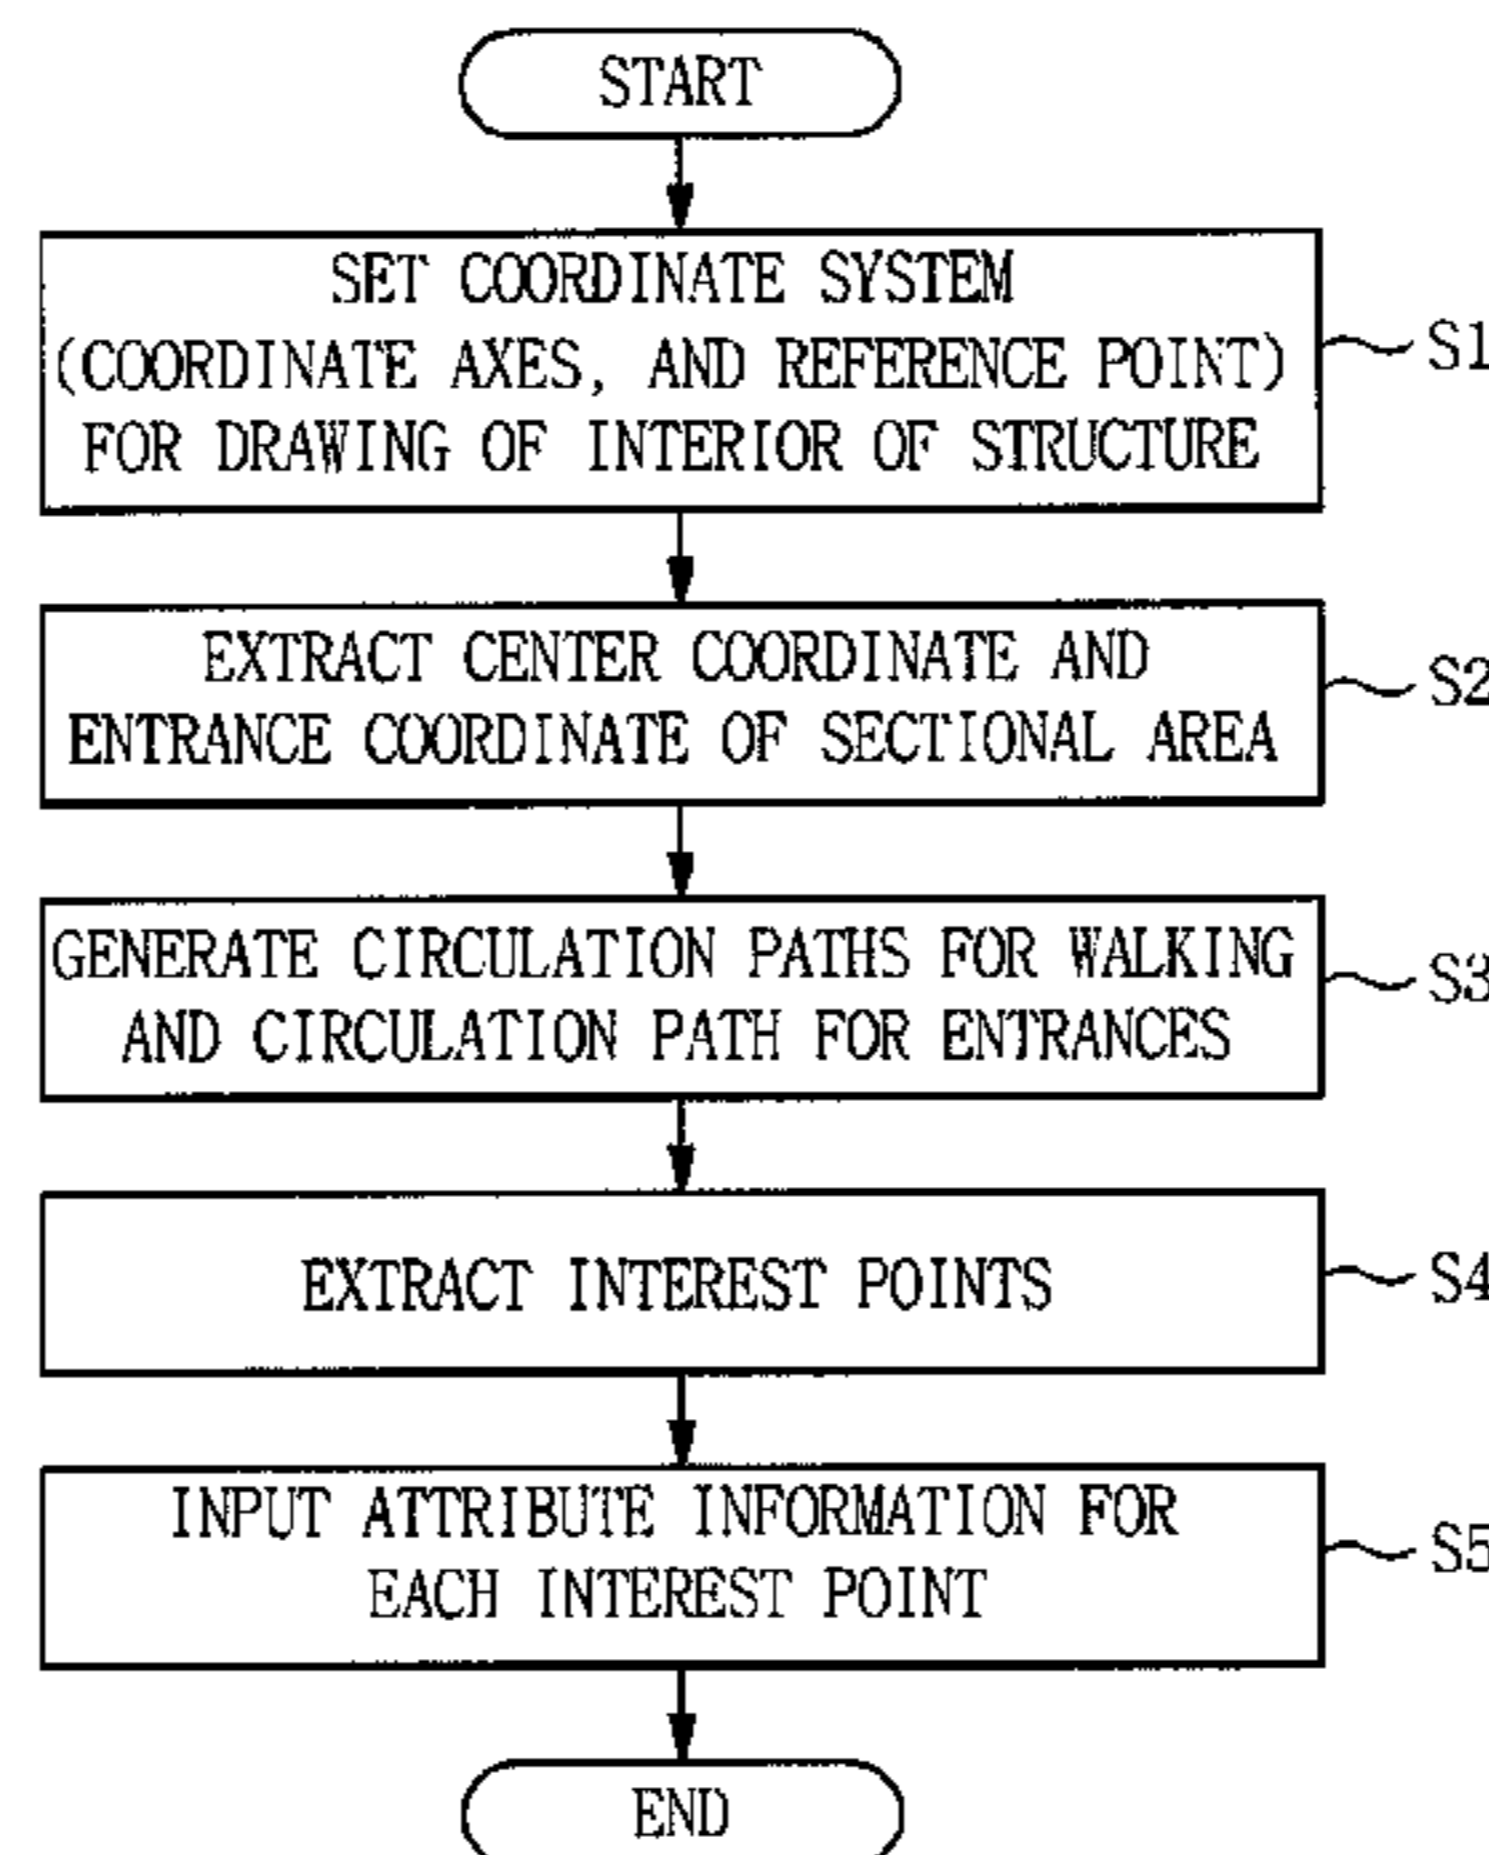 START
SET COORDINATE SYSTEM
(COORDINATE AXES, AND REFERENCE POINT)
FOR DRAWING OF INTERIOR OF STRUCTURE
S1
EXTRACT CENTER COORDINATE AND
ENTRANCE COORDINATE OF SECTIONAL AREA
S2
GENERATE CIRCULATION PATHS FOR WALKING
AND CIRCULATION PATH FOR ENTRANCES
S3
EXTRACT INTEREST POINTS
S4
INPUT ATTRIBUTE INFORMATION FOR
EACH INTEREST POINT
S5
END